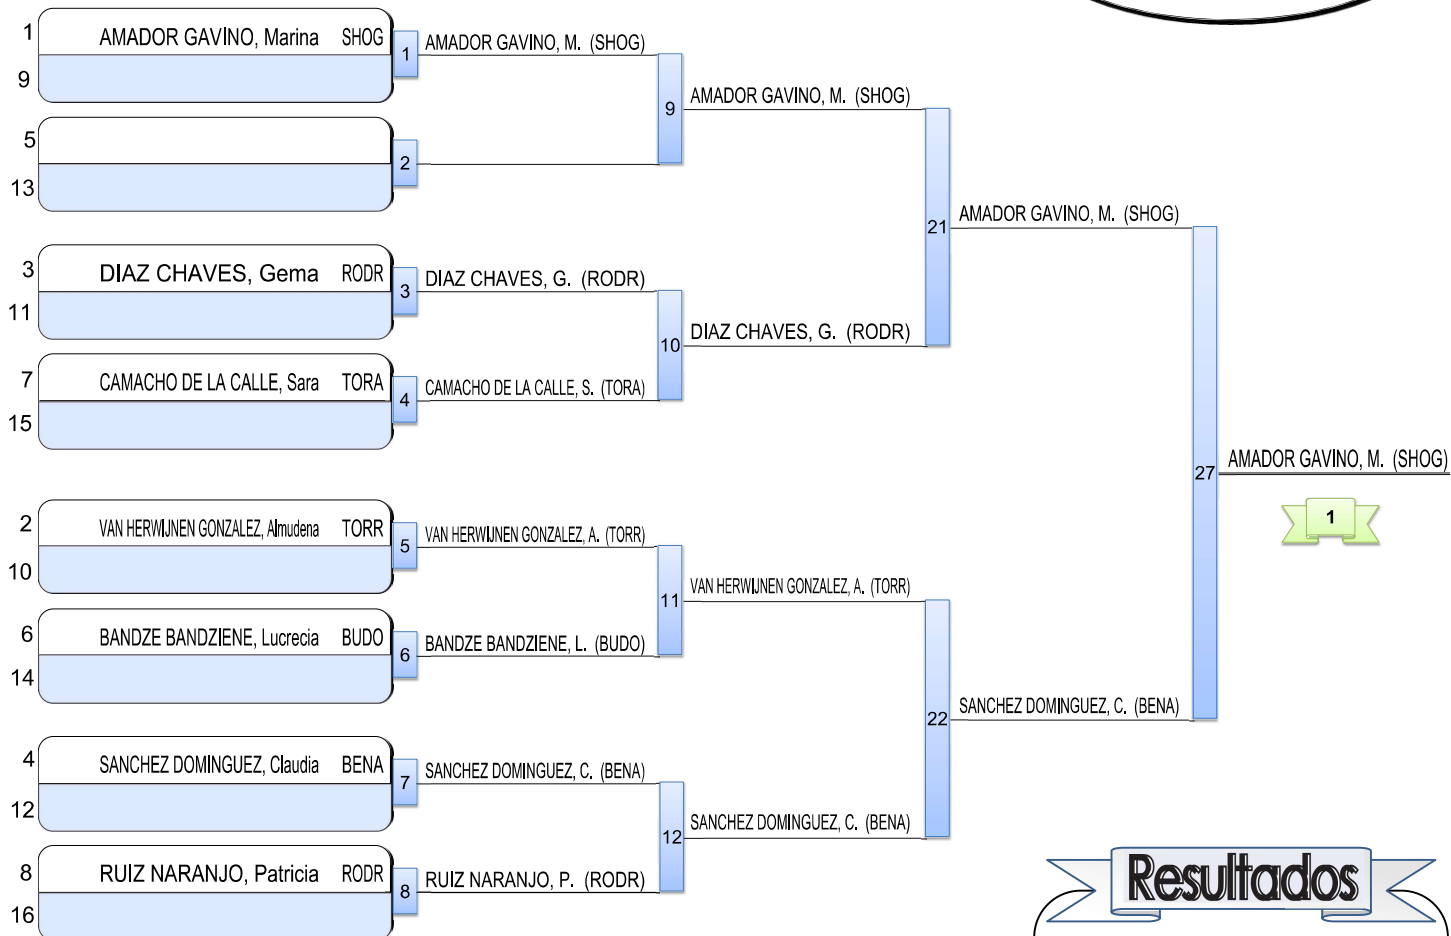 1 AMADOR GAVINO, Marina SHOG
9
1
AMADOR GAVINO, M. (SHOG)
5
13
2
9
AMADOR GAVINO, M. (SHOG)
3 DIAZ CHAVES, Gema RODR
11
3
DIAZ CHAVES, G. (RODR)
7 CAMACHO DE LA CALLE, Sara TORA
15
4
CAMACHO DE LA CALLE, S. (TORA)
10
DIAZ CHAVES, G. (RODR)
21
AMADOR GAVINO, M. (SHOG)
2 VAN HERWIJNEN GONZALEZ, Almudena TORR
10
5
VAN HERWIJNEN GONZALEZ, A. (TORR)
6 BANDZE BANDZIENE, Lucrecia BUDO
14
6
BANDZE BANDZIENE, L. (BUDO)
11
VAN HERWIJNEN GONZALEZ, A. (TORR)
4 SANCHEZ DOMINGUEZ, Claudia BENA
12
7
SANCHEZ DOMINGUEZ, C. (BENA)
8 RUIZ NARANJO, Patricia RODR
16
8
RUIZ NARANJO, P. (RODR)
12
SANCHEZ DOMINGUEZ, C. (BENA)
22
SANCHEZ DOMINGUEZ, C. (BENA)
27
AMADOR GAVINO, M. (SHOG)
1
Resultados